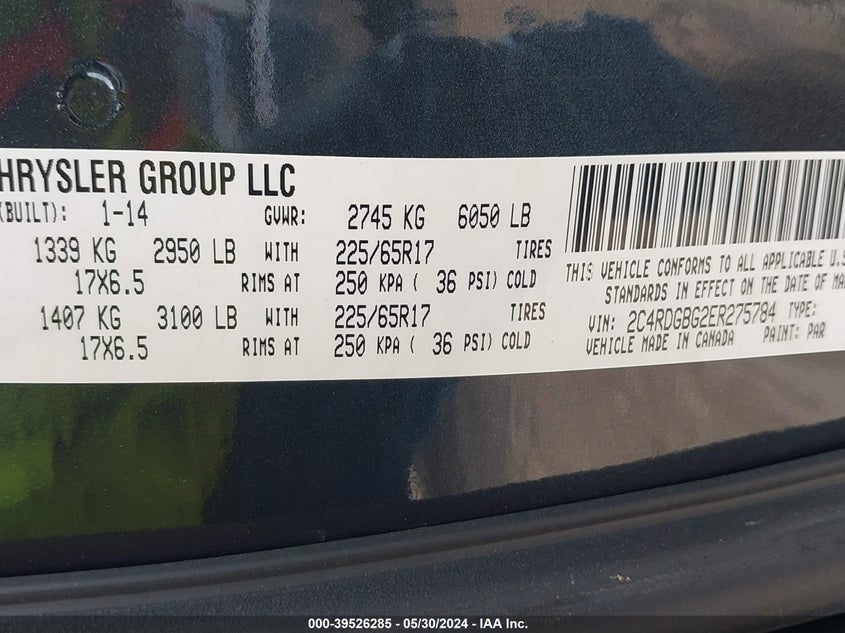 HRYSLER GROUP LLC
(BUILT): 1-14 GVWR: 2745 KG 6050 LB
1339 KG 2950 LB WITH 225/65R17 TIRES
17X6.5 RIMS AT 250 KPA ( 36 PSI) COLD
1407 KG 3100 LB WITH 225/65R17 TIRES
17X6.5 RIMS AT 250 KPA ( 36 PSI) COLD
THIS VEHICLE CONFORMS TO ALL APPLICABLE U.S
STANDARDS IN EFFECT ON THE DATE OF MA
VIN: 2C4RDGBG2ER275784 TYPE:
VEHICLE MADE IN CANADA PAINT: PAR
000-39526285 - 05/30/2024 - IAA Inc.